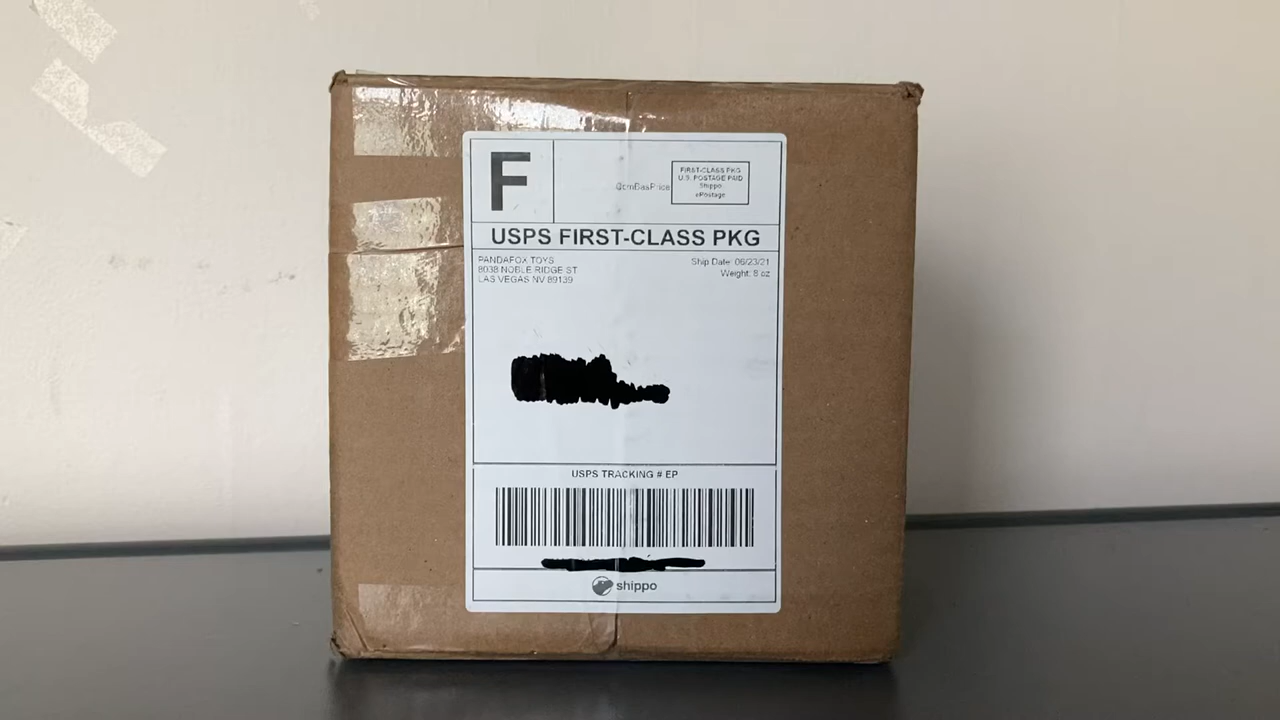 F
ComBasPrice
FIRST-CLASS PKG
U.S. POSTAGE PAID
Shippo
ePostage
USPS FIRST-CLASS PKG
PANDAFOX TOYS
8038 NOBLE RIDGE ST
LAS VEGAS NV 89139
Ship Date: 06/23/21
Weight: 8 oz
USPS TRACKING # EP
shippo